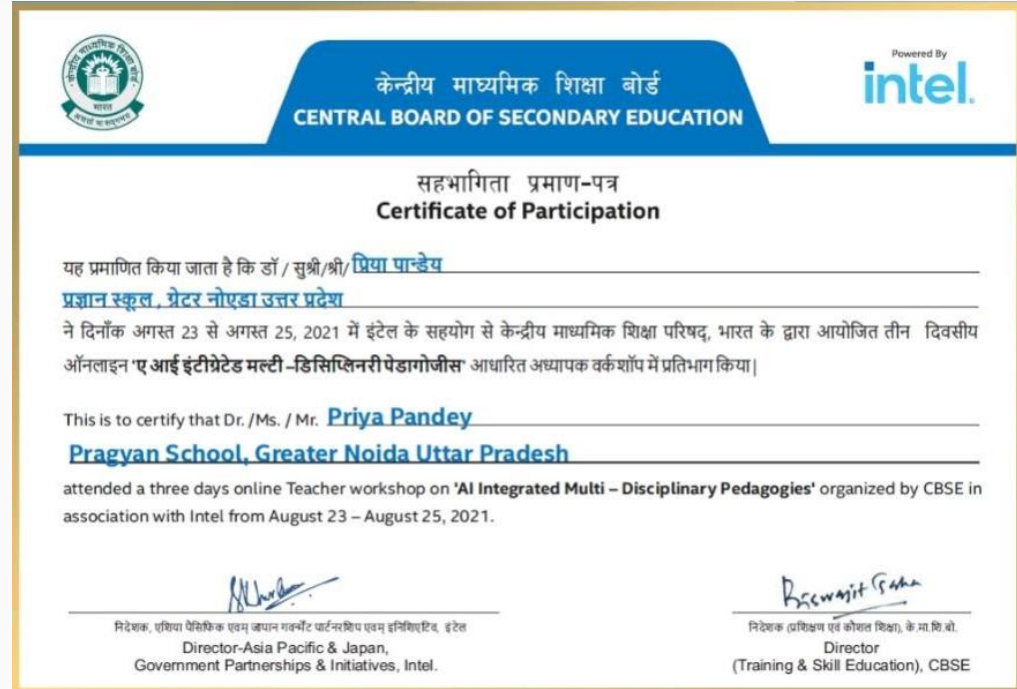 केन्द्रीय माध्यमिक शिक्षा बोर्ड
भारत
Powered By
intel.
केन्द्रीय माध्यमिक शिक्षा बोर्ड
CENTRAL BOARD OF SECONDARY EDUCATION
सहभागिता प्रमाण-पत्र
Certificate of Participation
यह प्रमाणित किया जाता है कि डॉ / सुश्री/श्री/ प्रिया पान्डेय
प्रज्ञान स्कूल , ग्रेटर नोएडा उत्तर प्रदेश
ने दिनाँक अगस्त 23 से अगस्त 25, 2021 में इंटेल के सहयोग से केन्द्रीय माध्यमिक शिक्षा परिषद्, भारत के द्वारा आयोजित तीन दिवसीय
ऑनलाइन 'ए आई इंटीग्रेटेड मल्टी –डिसिप्लिनरी पेडागोजीस' आधारित अध्यापक वर्कशॉप में प्रतिभाग किया|
This is to certify that Dr. /Ms. / Mr. Priya Pandey
Pragyan School, Greater Noida Uttar Pradesh
attended a three days online Teacher workshop on 'AI Integrated Multi – Disciplinary Pedagogies' organized by CBSE in
association with Intel from August 23 – August 25, 2021.
Biswajit Saha
निदेशक, एशिया पैसिफिक एवम् जापान गवर्न्मेंट पार्टनरशिप एवम् इनिशिएटिव, इंटेल
Director-Asia Pacific & Japan,
Government Partnerships & Initiatives, Intel.
निदेशक (प्रशिक्षण एवं कौशल शिक्षा), के.मा.शि.बो.
Director
(Training & Skill Education), CBSE